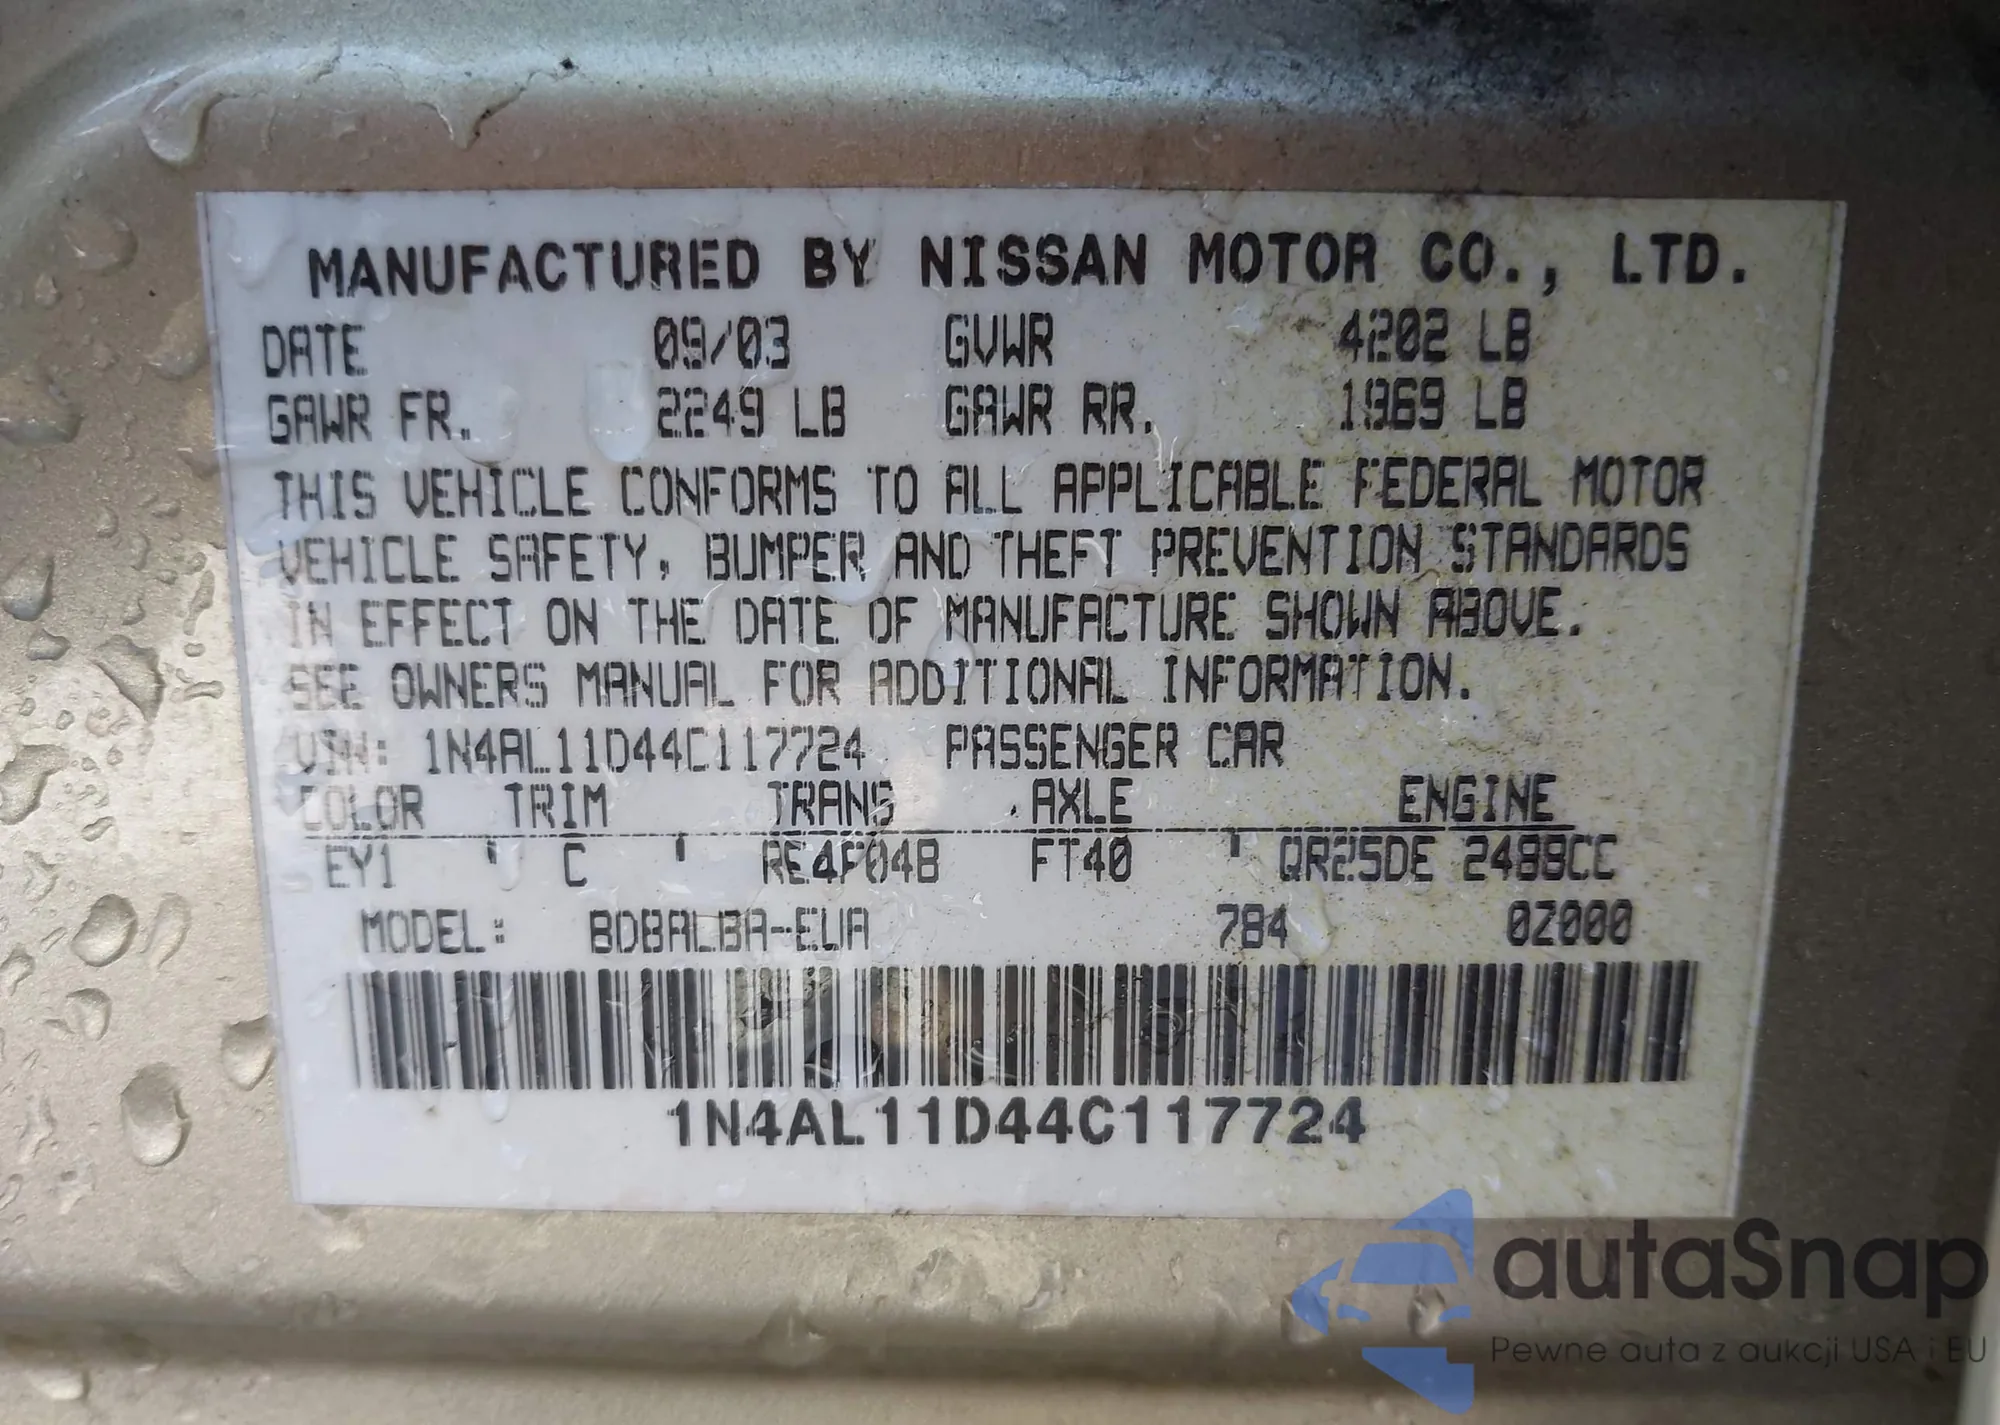 MANUFACTURED BY NISSAN MOTOR CO., LTD.
DATE 09/03 GVWR 4202 LB
GAWR FR. 2249 LB GAWR RR. 1969 LB
THIS VEHICLE CONFORMS TO ALL APPLICABLE FEDERAL MOTOR
VEHICLE SAFETY, BUMPER AND THEFT PREVENTION STANDARDS
IN EFFECT ON THE DATE OF MANUFACTURE SHOWN ABOVE.
SEE OWNERS MANUAL FOR ADDITIONAL INFORMATION.
VIN: 1N4AL11D44C117724 PASSENGER CAR
COLOR TRIM TRANS AXLE ENGINE
EY1 ' C ' RE4F04B FT40 ' QR25DE 2488CC
MODEL: BDBALBA-EUA 784 0Z000
1N4AL11D44C117724
autaSnap
Pewne auta z aukcji USA i EU